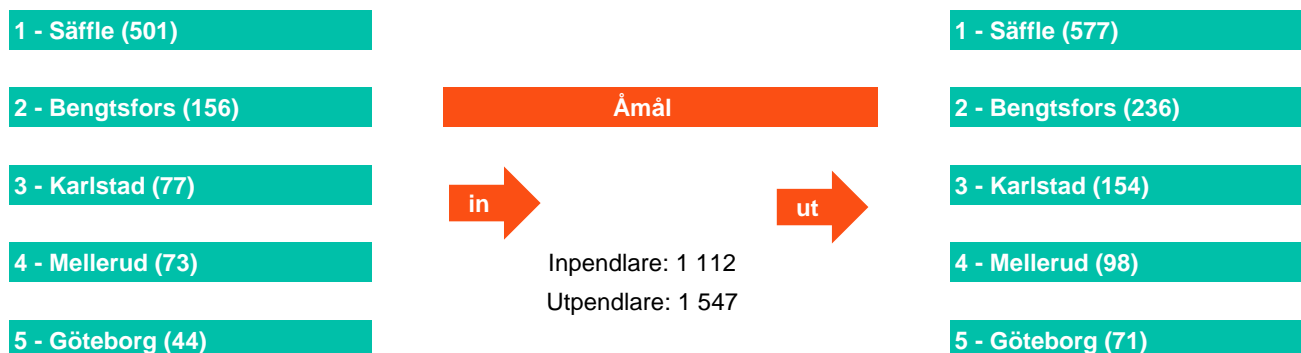 1 - Säffle (501)
2 - Bengtsfors (156)
3 - Karlstad (77)
4 - Mellerud (73)
5 - Göteborg (44)
Åmål
in
ut
Inpendlare: 1 112
Utpendlare: 1 547
1 - Säffle (577)
2 - Bengtsfors (236)
3 - Karlstad (154)
4 - Mellerud (98)
5 - Göteborg (71)